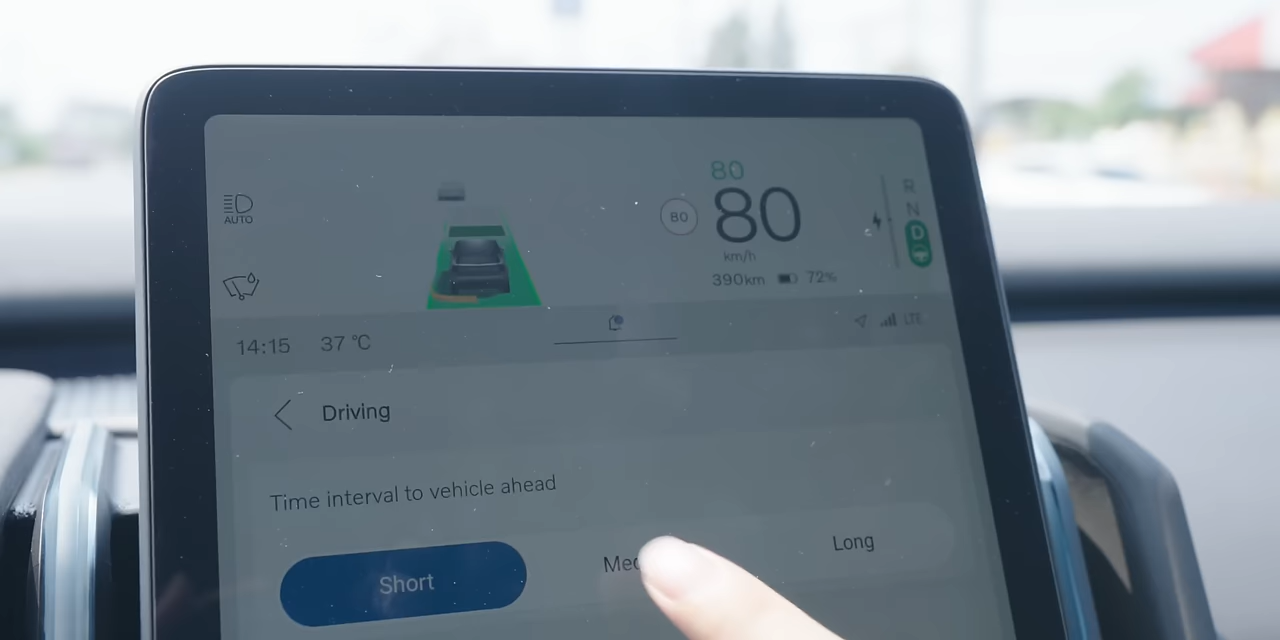 AUTO
80
80
80
km/h
390km 72%
R
N
D
14:15 37 °C
LTE
Driving
Time interval to vehicle ahead
Short
Long